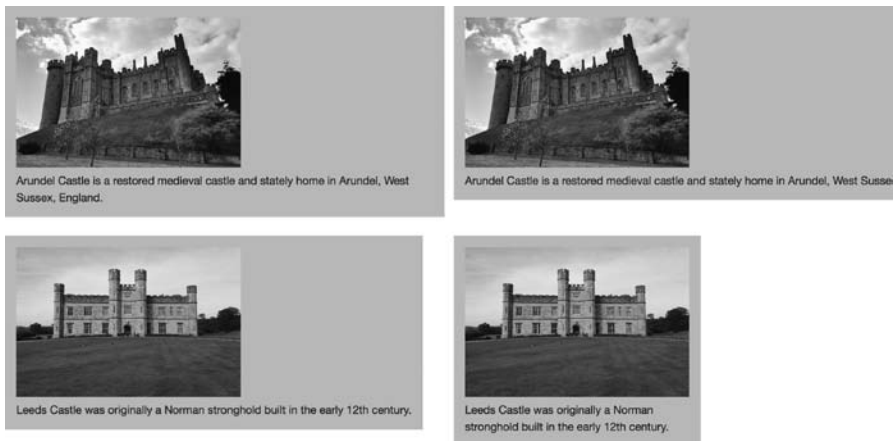 Arundel Castle is a restored medieval castle and stately home in Arundel, West
Sussex, England.
Arundel Castle is a restored medieval castle and stately home in Arundel, West
Leeds Castle was originally a Norman stronghold built in the early 12th century.
Leeds Castle was originally a Norman
stronghold built in the early 12th century.